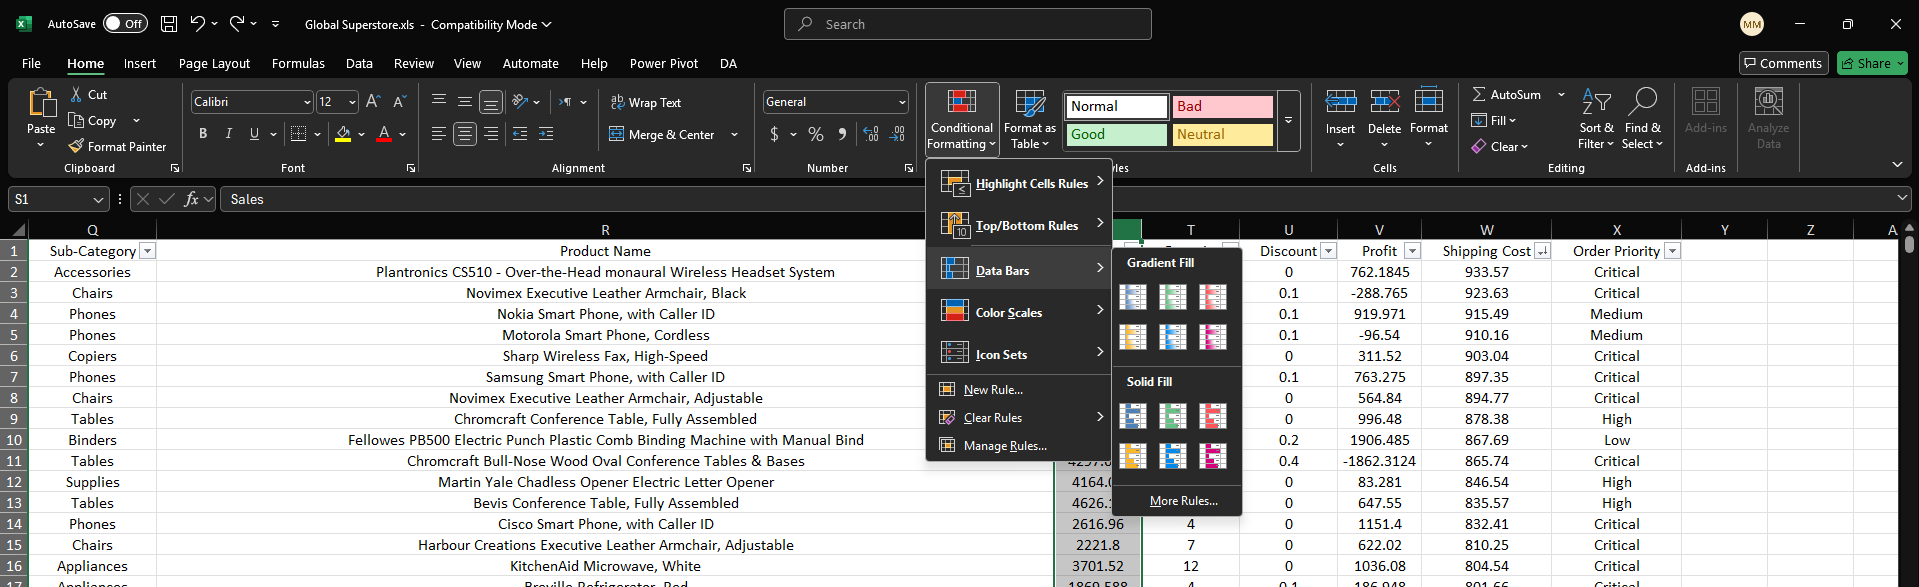 AutoSave Off Global Superstore.xls - Compatibility Mode Search MM
File Home Insert Page Layout Formulas Data Review View Automate Help Power Pivot DA Comments Share
Paste
Cut
Copy
Format Painter
Clipboard
Calibri 12
B I U A
Font
Wrap Text
Merge & Center
Alignment
General
$ % 9
Number
Conditional Formatting
Format as Table
Normal Bad
Good Neutral
Insert Delete Format
Cells
AutoSum
Fill
Clear
Sort & Filter
Find & Select
Editing
Add-ins
Add-ins
Analyze Data
S1 fx Sales
Highlight Cells Rules
Top/Bottom Rules
Data Bars
Color Scales
Icon Sets
New Rule...
Clear Rules
Manage Rules...
Gradient Fill
Solid Fill
More Rules...
Q R T U V W X Y Z A
1 Sub-Category Product Name Discount Profit Shipping Cost Order Priority
2 Accessories Plantronics CS510 - Over-the-Head monaural Wireless Headset System 0 762.1845 933.57 Critical
3 Chairs Novimex Executive Leather Armchair, Black 0.1 -288.765 923.63 Critical
4 Phones Nokia Smart Phone, with Caller ID 0.1 919.971 915.49 Medium
5 Phones Motorola Smart Phone, Cordless 0.1 -96.54 910.16 Medium
6 Copiers Sharp Wireless Fax, High-Speed 0 311.52 903.04 Critical
7 Phones Samsung Smart Phone, with Caller ID 0.1 763.275 897.35 Critical
8 Chairs Novimex Executive Leather Armchair, Adjustable 0 564.84 894.77 Critical
9 Tables Chromcraft Conference Table, Fully Assembled 0 996.48 878.38 High
10 Binders Fellowes PB500 Electric Punch Plastic Comb Binding Machine with Manual Bind 0.2 1906.485 867.69 Low
11 Tables Chromcraft Bull-Nose Wood Oval Conference Tables & Bases 0.4 -1862.3124 865.74 Critical
12 Supplies Martin Yale Chadless Opener Electric Letter Opener 0 83.281 846.54 High
13 Tables Bevis Conference Table, Fully Assembled 0 647.55 835.57 High
14 Phones Cisco Smart Phone, with Caller ID 2616.96 4 0 1151.4 832.41 Critical
15 Chairs Harbour Creations Executive Leather Armchair, Adjustable 2221.8 7 0 622.02 810.25 Critical
16 Appliances KitchenAid Microwave, White 3701.52 12 0 1036.08 804.54 Critical